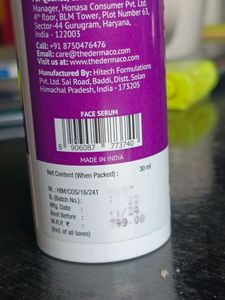 Manager, Honasa Consumer Pvt. Ltd.
4th floor, BLM Tower, Plot Number 63,
Sector-44 Gurugram, Haryana,
India - 122003
Call: +91 8750476476
Email: care@thedermaco.com
Visit us at: www.thedermaco.com
Manufactured By: Hitech Formulations
Pvt. Ltd. Sai Road, Baddi, Distt. Solan
Himachal Pradesh, India - 173205
FACE SERUM
8 906087 773740
MADE IN INDIA
Net Content (When Packed) : 30 ml
M.: HIM/COS/16/241
B. (Batch No.) :
Mfg. Date :
Best Before :
M.R.P. ₹ : 799.00
(Incl. of all taxes)